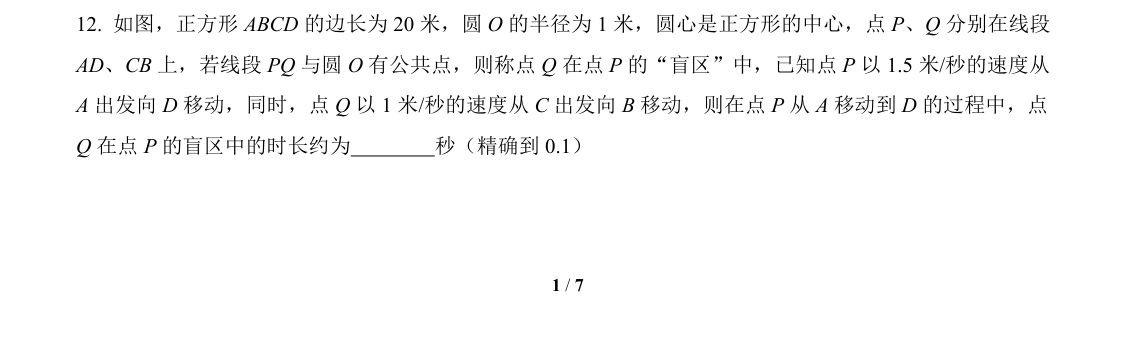 12. 如图，正方形 ABCD 的边长为 20 米，圆 O 的半径为 1 米，圆心是正方形的中心，点 P、Q 分别在线段
AD、CB 上，若线段 PQ 与圆 O 有公共点，则称点 Q 在点 P 的“盲区”中，已知点 P 以 1.5 米/秒的速度从
A 出发向 D 移动，同时，点 Q 以 1 米/秒的速度从 C 出发向 B 移动，则在点 P 从 A 移动到 D 的过程中，点
Q 在点 P 的盲区中的时长约为________秒（精确到 0.1）
1 / 7